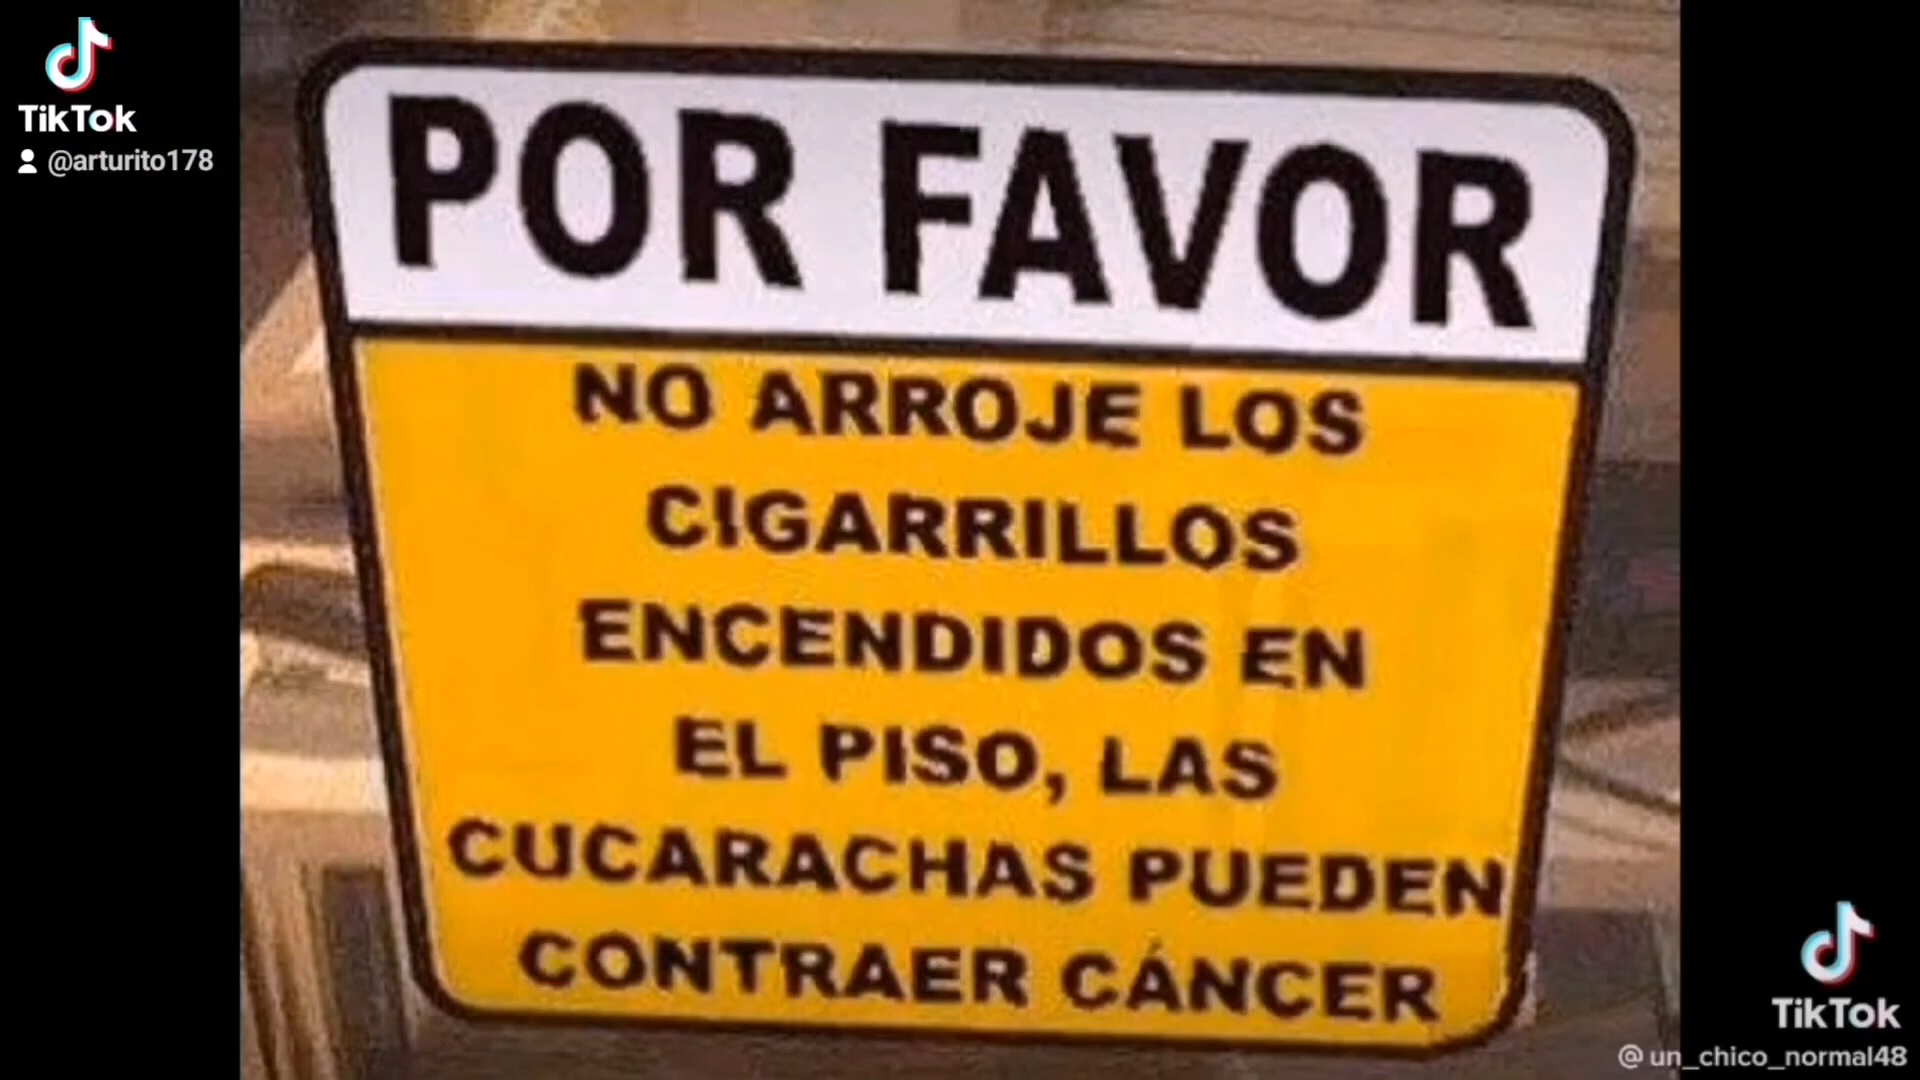 TikTok
@arturito178
POR FAVOR
NO ARROJE LOS
CIGARRILLOS
ENCENDIDOS EN
EL PISO, LAS
CUCARACHAS PUEDEN
CONTRAER CÁNCER
TikTok
@un_chico_normal48